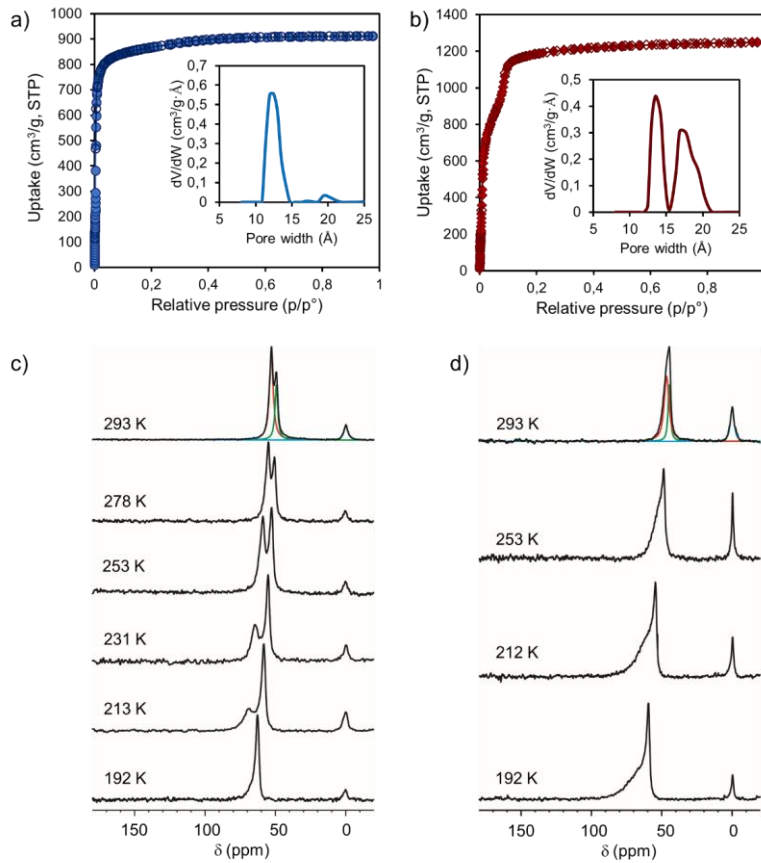 a)
1000
900
800
700
600
500
400
300
200
100
0
Uptake (cm³/g, STP)
0 0,2 0,4 0,6 0,8 1
Relative pressure (p/p°)
0,7
0,6
0,5
0,4
0,3
0,2
0,1
0
dV/dW (cm³/g·Å)
5 10 15 20 25
Pore width (Å)
b)
1400
1200
1000
800
600
400
200
0
Uptake (cm³/g, STP)
0 0,2 0,4 0,6 0,8
Relative pressure (p/p°)
0,5
0,4
0,3
0,2
0,1
0
dV/dW (cm³/g·Å)
5 10 15 20 25
Pore width (Å)
c)
293 K
278 K
253 K
231 K
213 K
192 K
150 100 50 0
δ (ppm)
d)
293 K
253 K
212 K
192 K
150 100 50 0
δ (ppm)